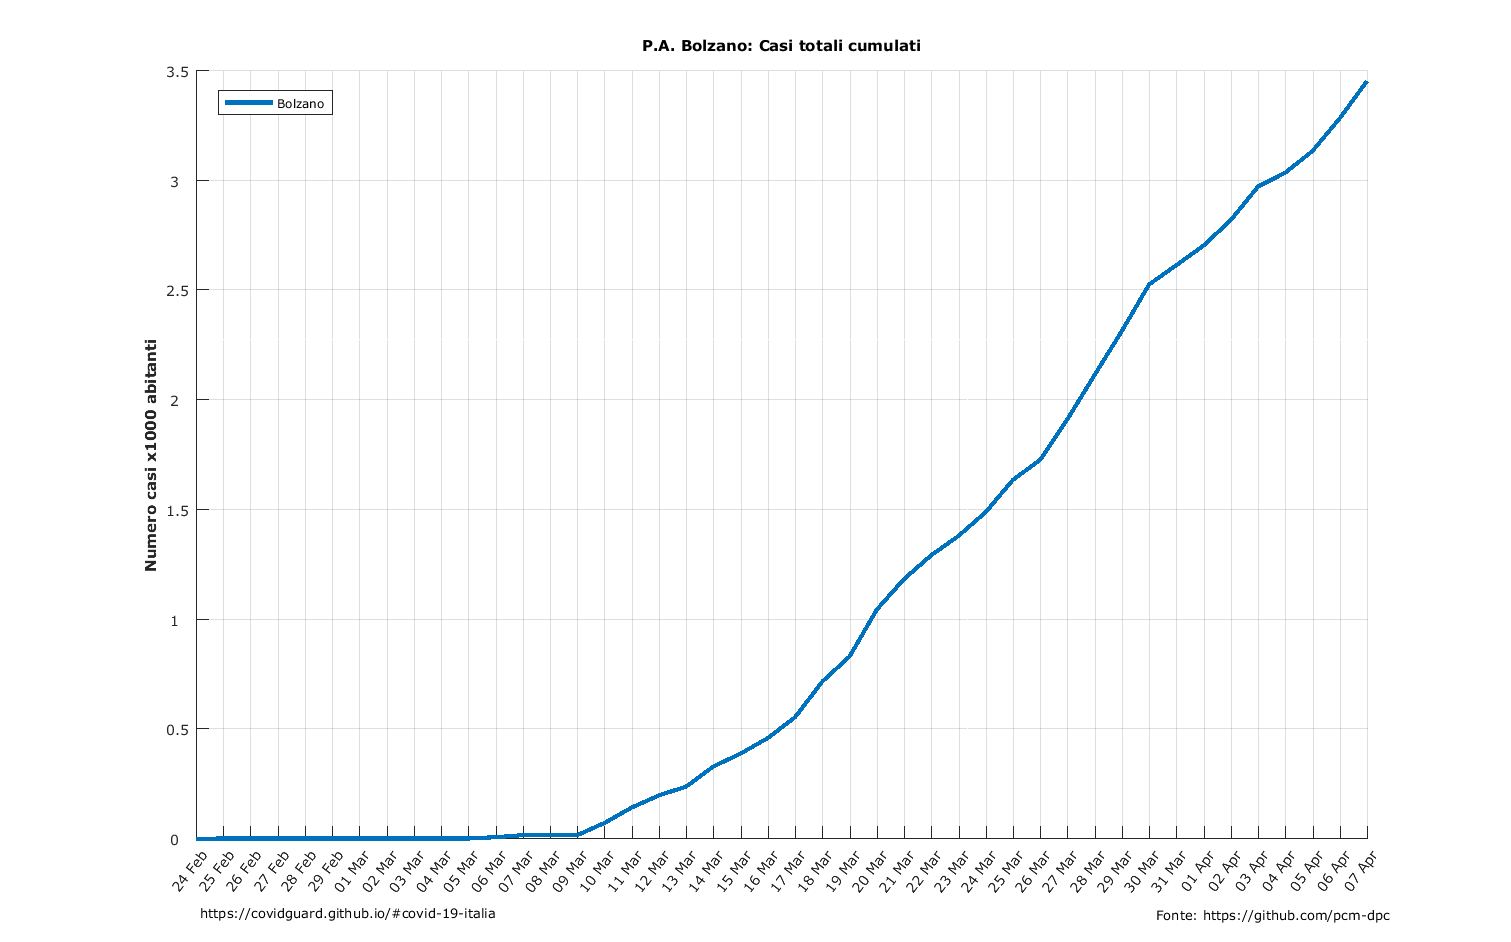 P.A. Bolzano: Casi totali cumulati
Bolzano
Numero casi x1000 abitanti
3.5
3
2.5
2
1.5
1
0.5
0
24 Feb
25 Feb
26 Feb
27 Feb
28 Feb
29 Feb
01 Mar
02 Mar
03 Mar
04 Mar
05 Mar
06 Mar
07 Mar
08 Mar
09 Mar
10 Mar
11 Mar
12 Mar
13 Mar
14 Mar
15 Mar
16 Mar
17 Mar
18 Mar
19 Mar
20 Mar
21 Mar
22 Mar
23 Mar
24 Mar
25 Mar
26 Mar
27 Mar
28 Mar
29 Mar
30 Mar
31 Mar
01 Apr
02 Apr
03 Apr
04 Apr
05 Apr
06 Apr
07 Apr
https://covidguard.github.io/#covid-19-italia
Fonte: https://github.com/pcm-dpc